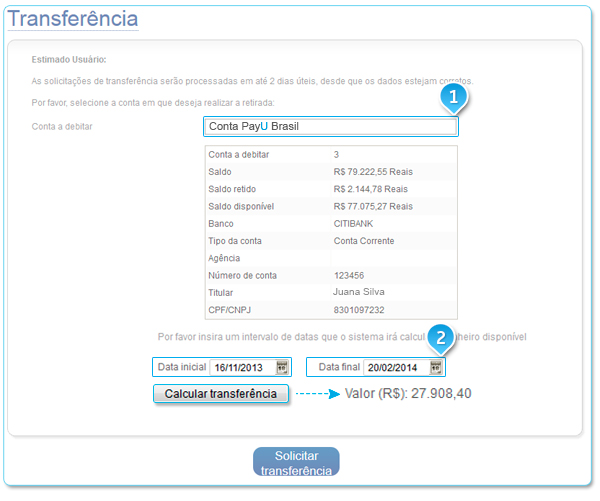 Transferência
Estimado Usuário:
As solicitações de transferência serão processadas em até 2 dias úteis, desde que os dados estejam corretos.
Por favor, selecione a conta em que deseja realizar a retirada:
1
Conta a debitar Conta PayU Brasil
Conta a debitar 3
Saldo R$ 79.222,55 Reais
Saldo retido R$ 2.144,78 Reais
Saldo disponível R$ 77.075,27 Reais
Banco CITIBANK
Tipo da conta Conta Corrente
Agência
Número de conta 123456
Titular Juana Silva
CPF/CNPJ 8301097232
Por favor insira um intervalo de datas que o sistema irá calcul 2 heiro disponível
Data inicial 16/11/2013 Data final 20/02/2014
Calcular transferência Valor (R$): 27.908,40
Solicitar
transferência